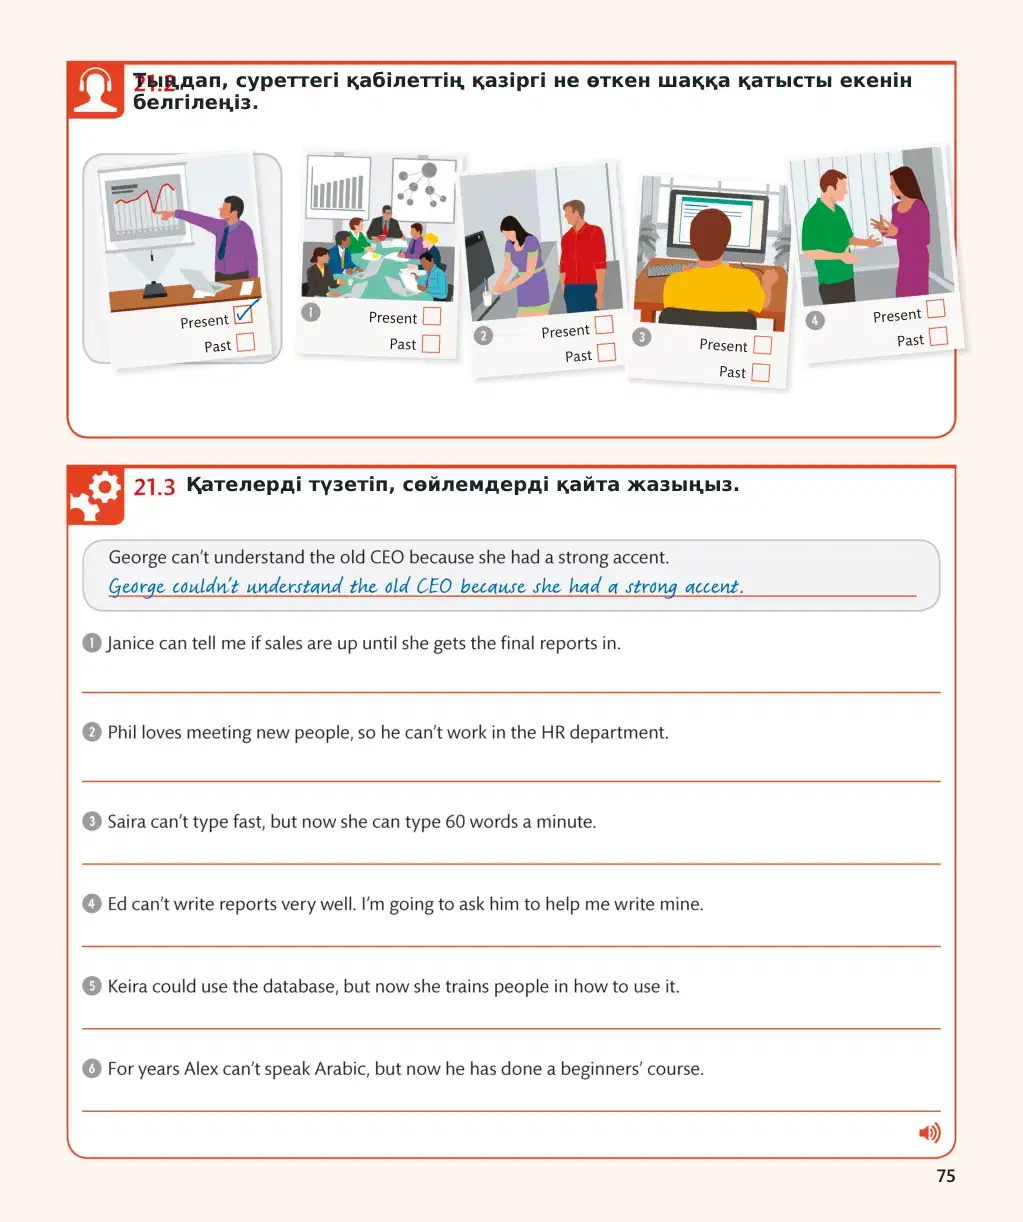 21.2 Тыңдап, суреттегі қабілеттің қазіргі не өткен шаққа қатысты екенін
белгілеңіз.
Present
Past
1 Present
Past
2 Present
Past
3 Present
Past
4 Present
Past
21.3 Қателерді түзетіп, сөйлемдерді қайта жазыңыз.
George can’t understand the old CEO because she had a strong accent.
George couldn’t understand the old CEO because she had a strong accent.
1 Janice can tell me if sales are up until she gets the final reports in.
2 Phil loves meeting new people, so he can’t work in the HR department.
3 Saira can’t type fast, but now she can type 60 words a minute.
4 Ed can’t write reports very well. I’m going to ask him to help me write mine.
5 Keira could use the database, but now she trains people in how to use it.
6 For years Alex can’t speak Arabic, but now he has done a beginners’ course.
75